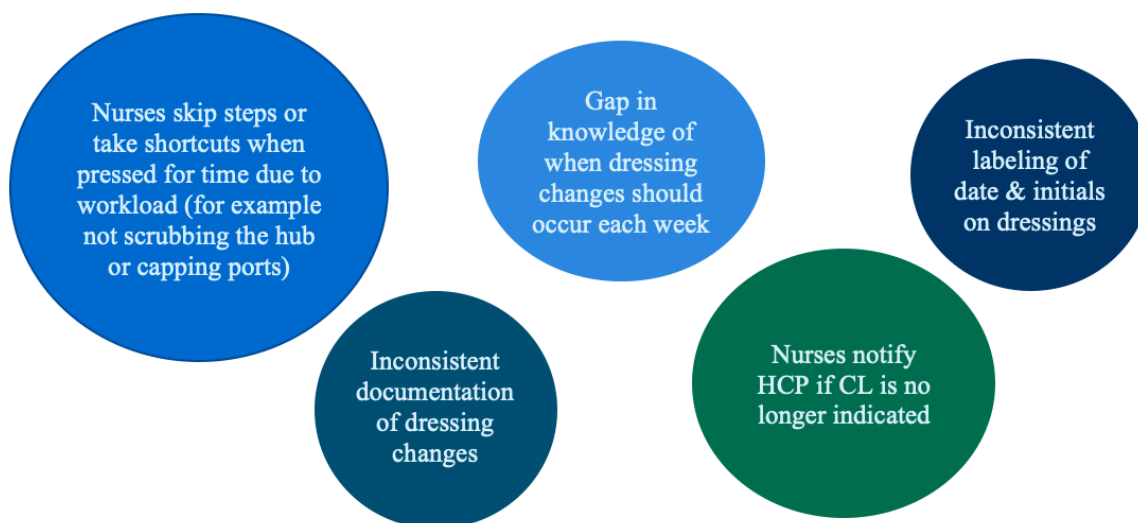 Nurses skip steps or
take shortcuts when
pressed for time due to
workload (for example
not scrubbing the hub
or capping ports)
Gap in
knowledge of
when dressing
changes should
occur each week
Inconsistent
labeling of
date & initials
on dressings
Inconsistent
documentation
of dressing
changes
Nurses notify
HCP if CL is no
longer indicated